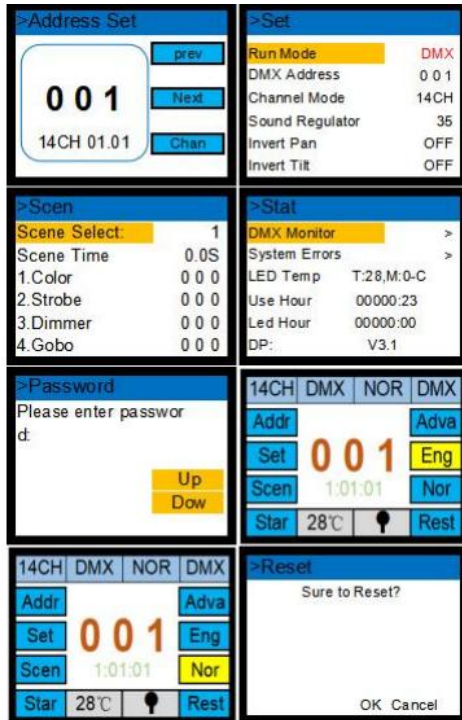 >Address Set
prev
001
Next
14CH 01.01
Chan
>Set
Run Mode DMX
DMX Address 001
Channel Mode 14CH
Sound Regulator 35
Invert Pan OFF
Invert Tilt OFF
>Scen
Scene Select: 1
Scene Time 0.0S
1.Color 000
2.Strobe 000
3.Dimmer 000
4.Gobo 000
>Stat
DMX Monitor >
System Errors >
LED Temp T:28,M:0-C
Use Hour 00000:23
Led Hour 00000:00
DP: V3.1
>Password
Please enter passwor
d:
Up
Dow
14CH DMX NOR DMX
Addr Adva
Set 001 Eng
Scen 1:01:01 Nor
Star 28℃ Rest
14CH DMX NOR DMX
Addr Adva
Set 001 Eng
Scen 1:01:01 Nor
Star 28℃ Rest
>Reset
Sure to Reset?
OK Cancel